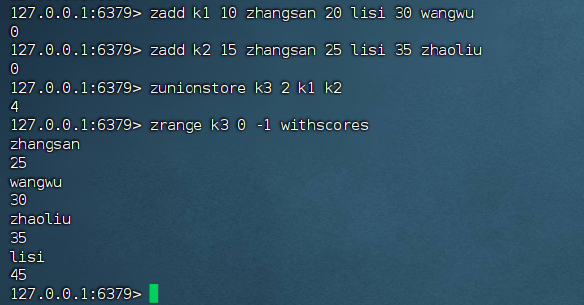 127.0.0.1:6379> zadd k1 10 zhangsan 20 lisi 30 wangwu
0
127.0.0.1:6379> zadd k2 15 zhangsan 25 lisi 35 zhaoliu
0
127.0.0.1:6379> zunionstore k3 2 k1 k2
4
127.0.0.1:6379> zrange k3 0 -1 withscores
zhangsan
25
wangwu
30
zhaoliu
35
lisi
45
127.0.0.1:6379>